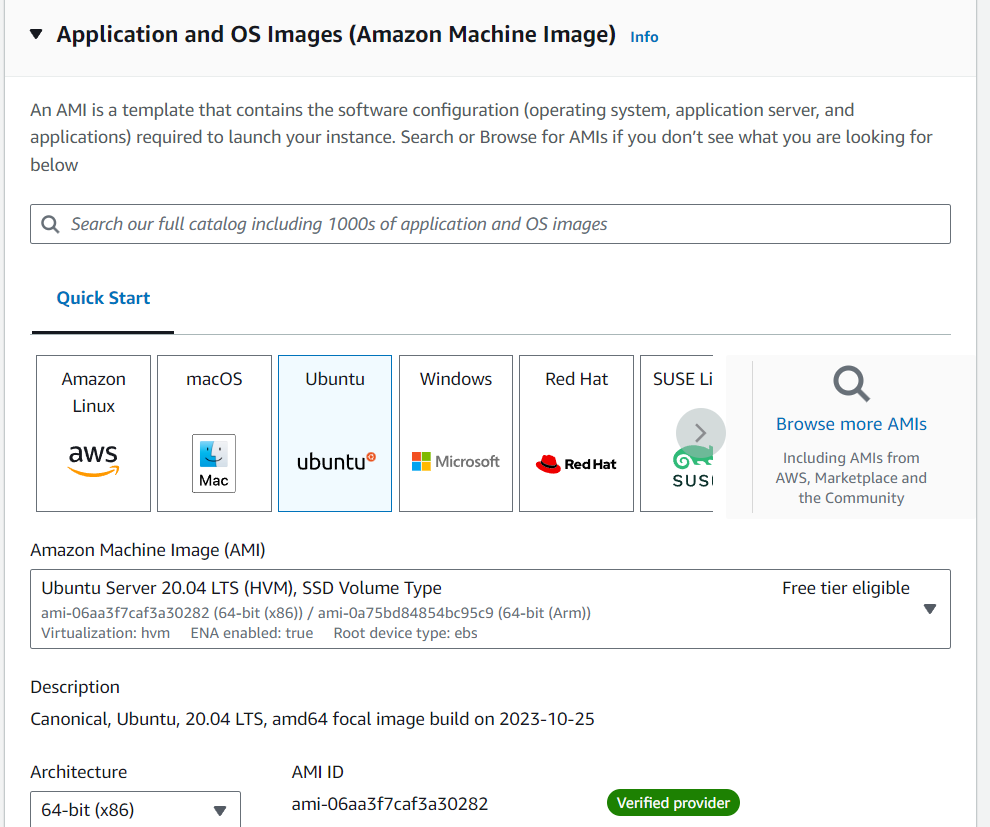 Application and OS Images (Amazon Machine Image) Info
An AMI is a template that contains the software configuration (operating system, application server, and
applications) required to launch your instance. Search or Browse for AMIs if you don’t see what you are looking for
below
Search our full catalog including 1000s of application and OS images
Quick Start
Amazon
Linux
aws
macOS
Mac
Ubuntu
ubuntu
Windows
Microsoft
Red Hat
Red Hat
SUSE Li
SUS
Browse more AMIs
Including AMIs from
AWS, Marketplace and
the Community
Amazon Machine Image (AMI)
Ubuntu Server 20.04 LTS (HVM), SSD Volume Type Free tier eligible
ami-06aa3f7caf3a30282 (64-bit (x86)) / ami-0a75bd84854bc95c9 (64-bit (Arm))
Virtualization: hvm ENA enabled: true Root device type: ebs
Description
Canonical, Ubuntu, 20.04 LTS, amd64 focal image build on 2023-10-25
Architecture AMI ID
64-bit (x86) ami-06aa3f7caf3a30282 Verified provider